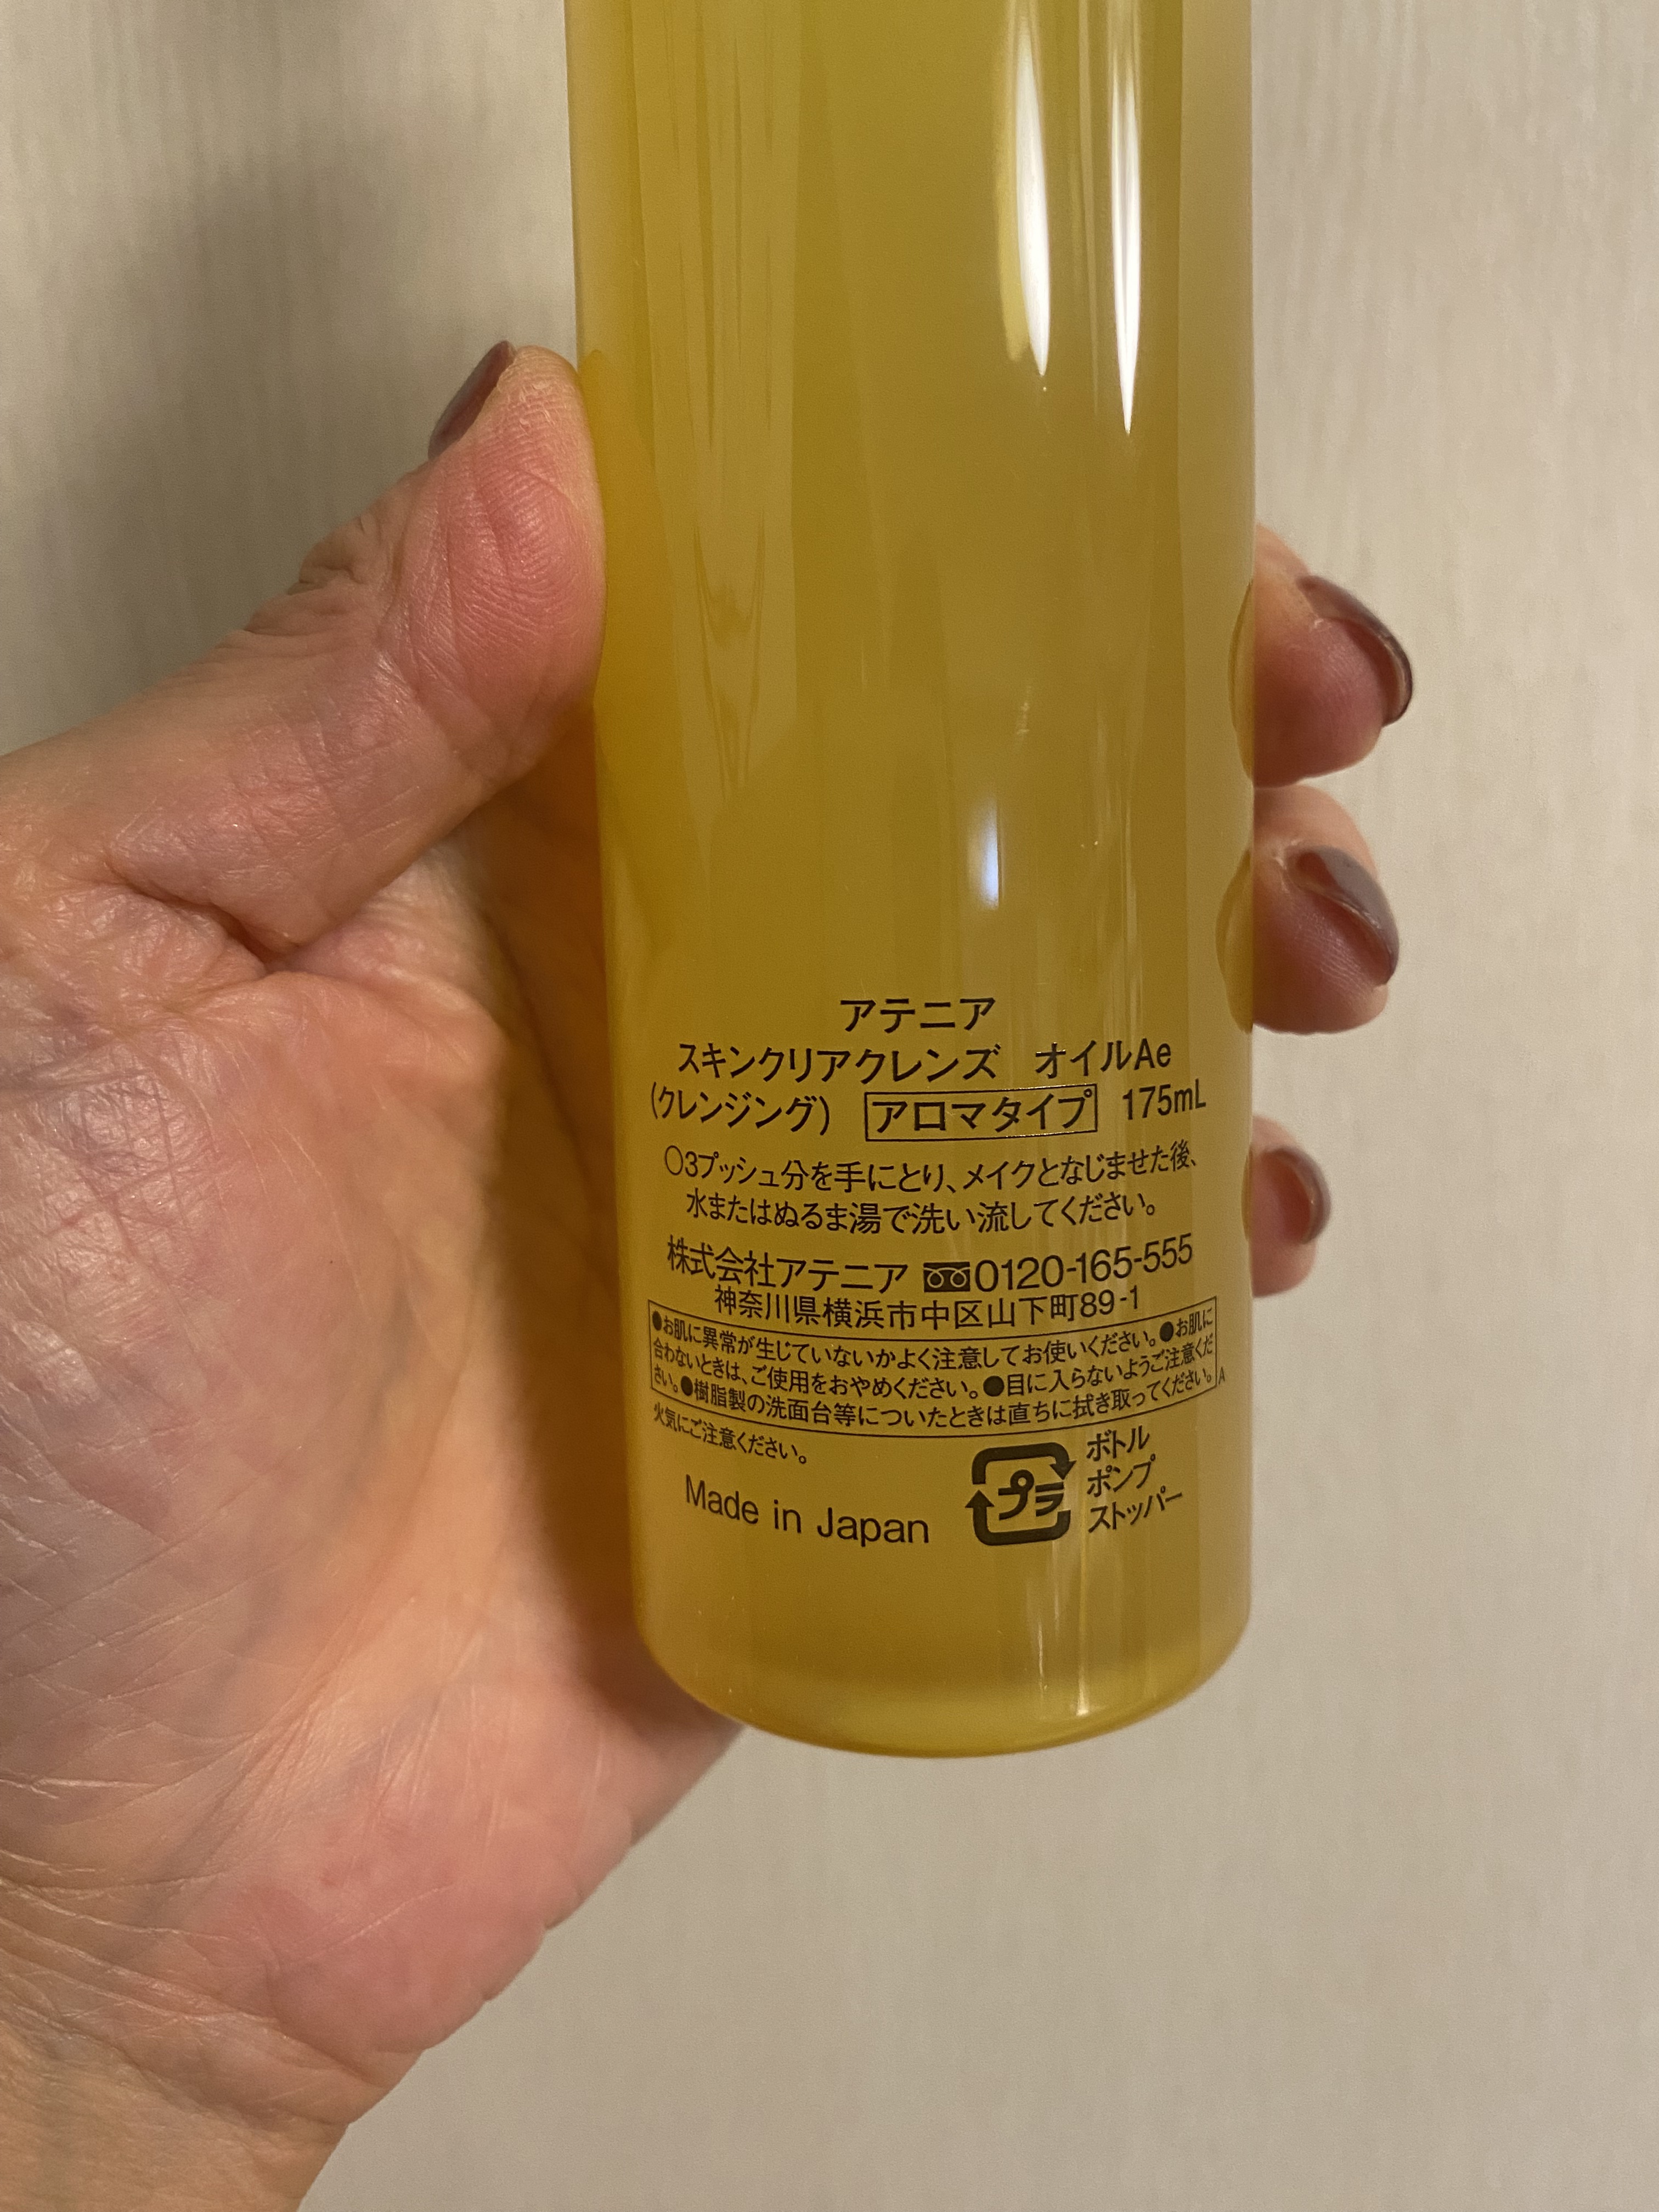 アテニア
スキンクリアクレンズ　オイルAe
(クレンジング)　アロマタイプ　175mL
○3プッシュ分を手にとり、メイクとなじませた後、
水またはぬるま湯で洗い流してください。
株式会社アテニア 0120-165-555
神奈川県横浜市中区山下町89-1
●お肌に異常が生じていないかよく注意してお使いください。●お肌に
合わないときは、ご使用をおやめください。●目に入らないようご注意くだ
さい。●樹脂製の洗面台等についたときは直ちに拭き取ってください。A
火気にご注意ください。
Made in Japan
プラ
ボトル
ポンプ
ストッパー